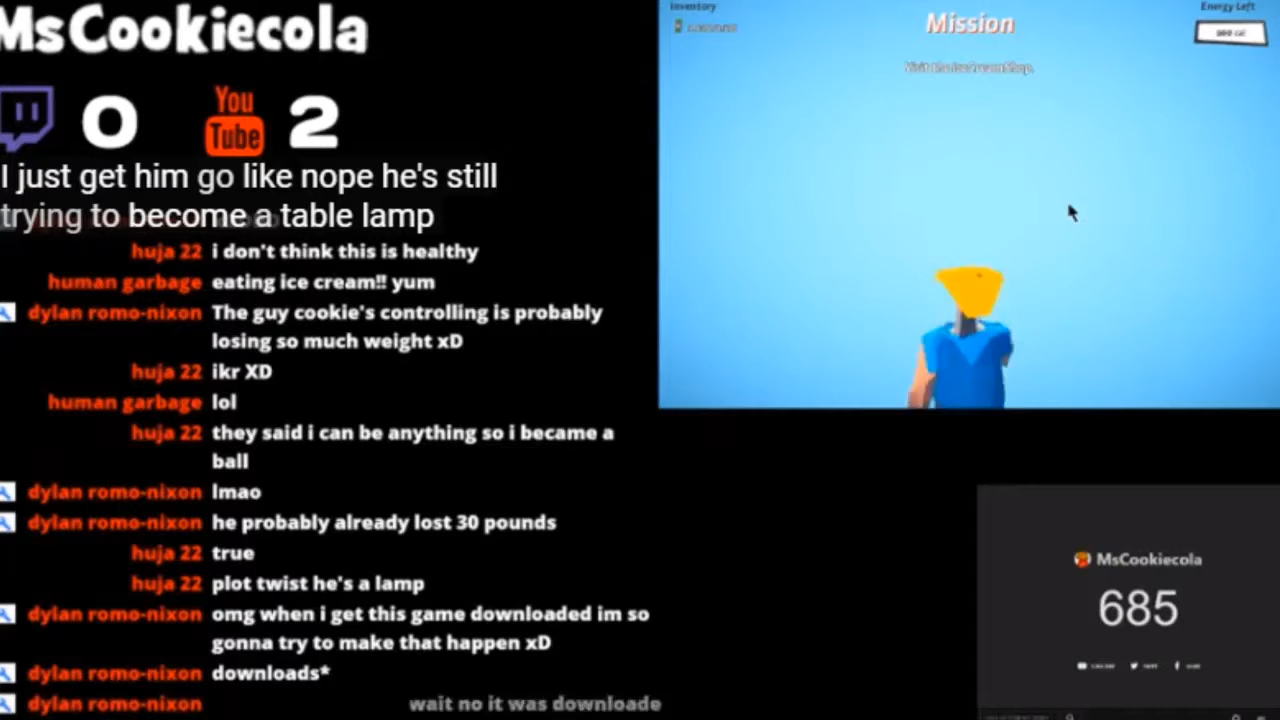 MsCookiecola
0
You
Tube
2
I just get him go like nope he's still
trying to become a table lamp
huja 22 i don't think this is healthy
human garbage eating ice cream!! yum
dylan romo-nixon The guy cookie's controlling is probably
losing so much weight xD
huja 22 ikr XD
human garbage lol
huja 22 they said i can be anything so i became a
ball
dylan romo-nixon lmao
dylan romo-nixon he probably already lost 30 pounds
huja 22 true
huja 22 plot twist he's a lamp
dylan romo-nixon omg when i get this game downloaded im so
gonna try to make that happen xD
dylan romo-nixon downloads*
dylan romo-nixon wait no it was downloade
Inventory
Mission
Energy Left
Visit the Ice Cream Shop.
MsCookiecola
685